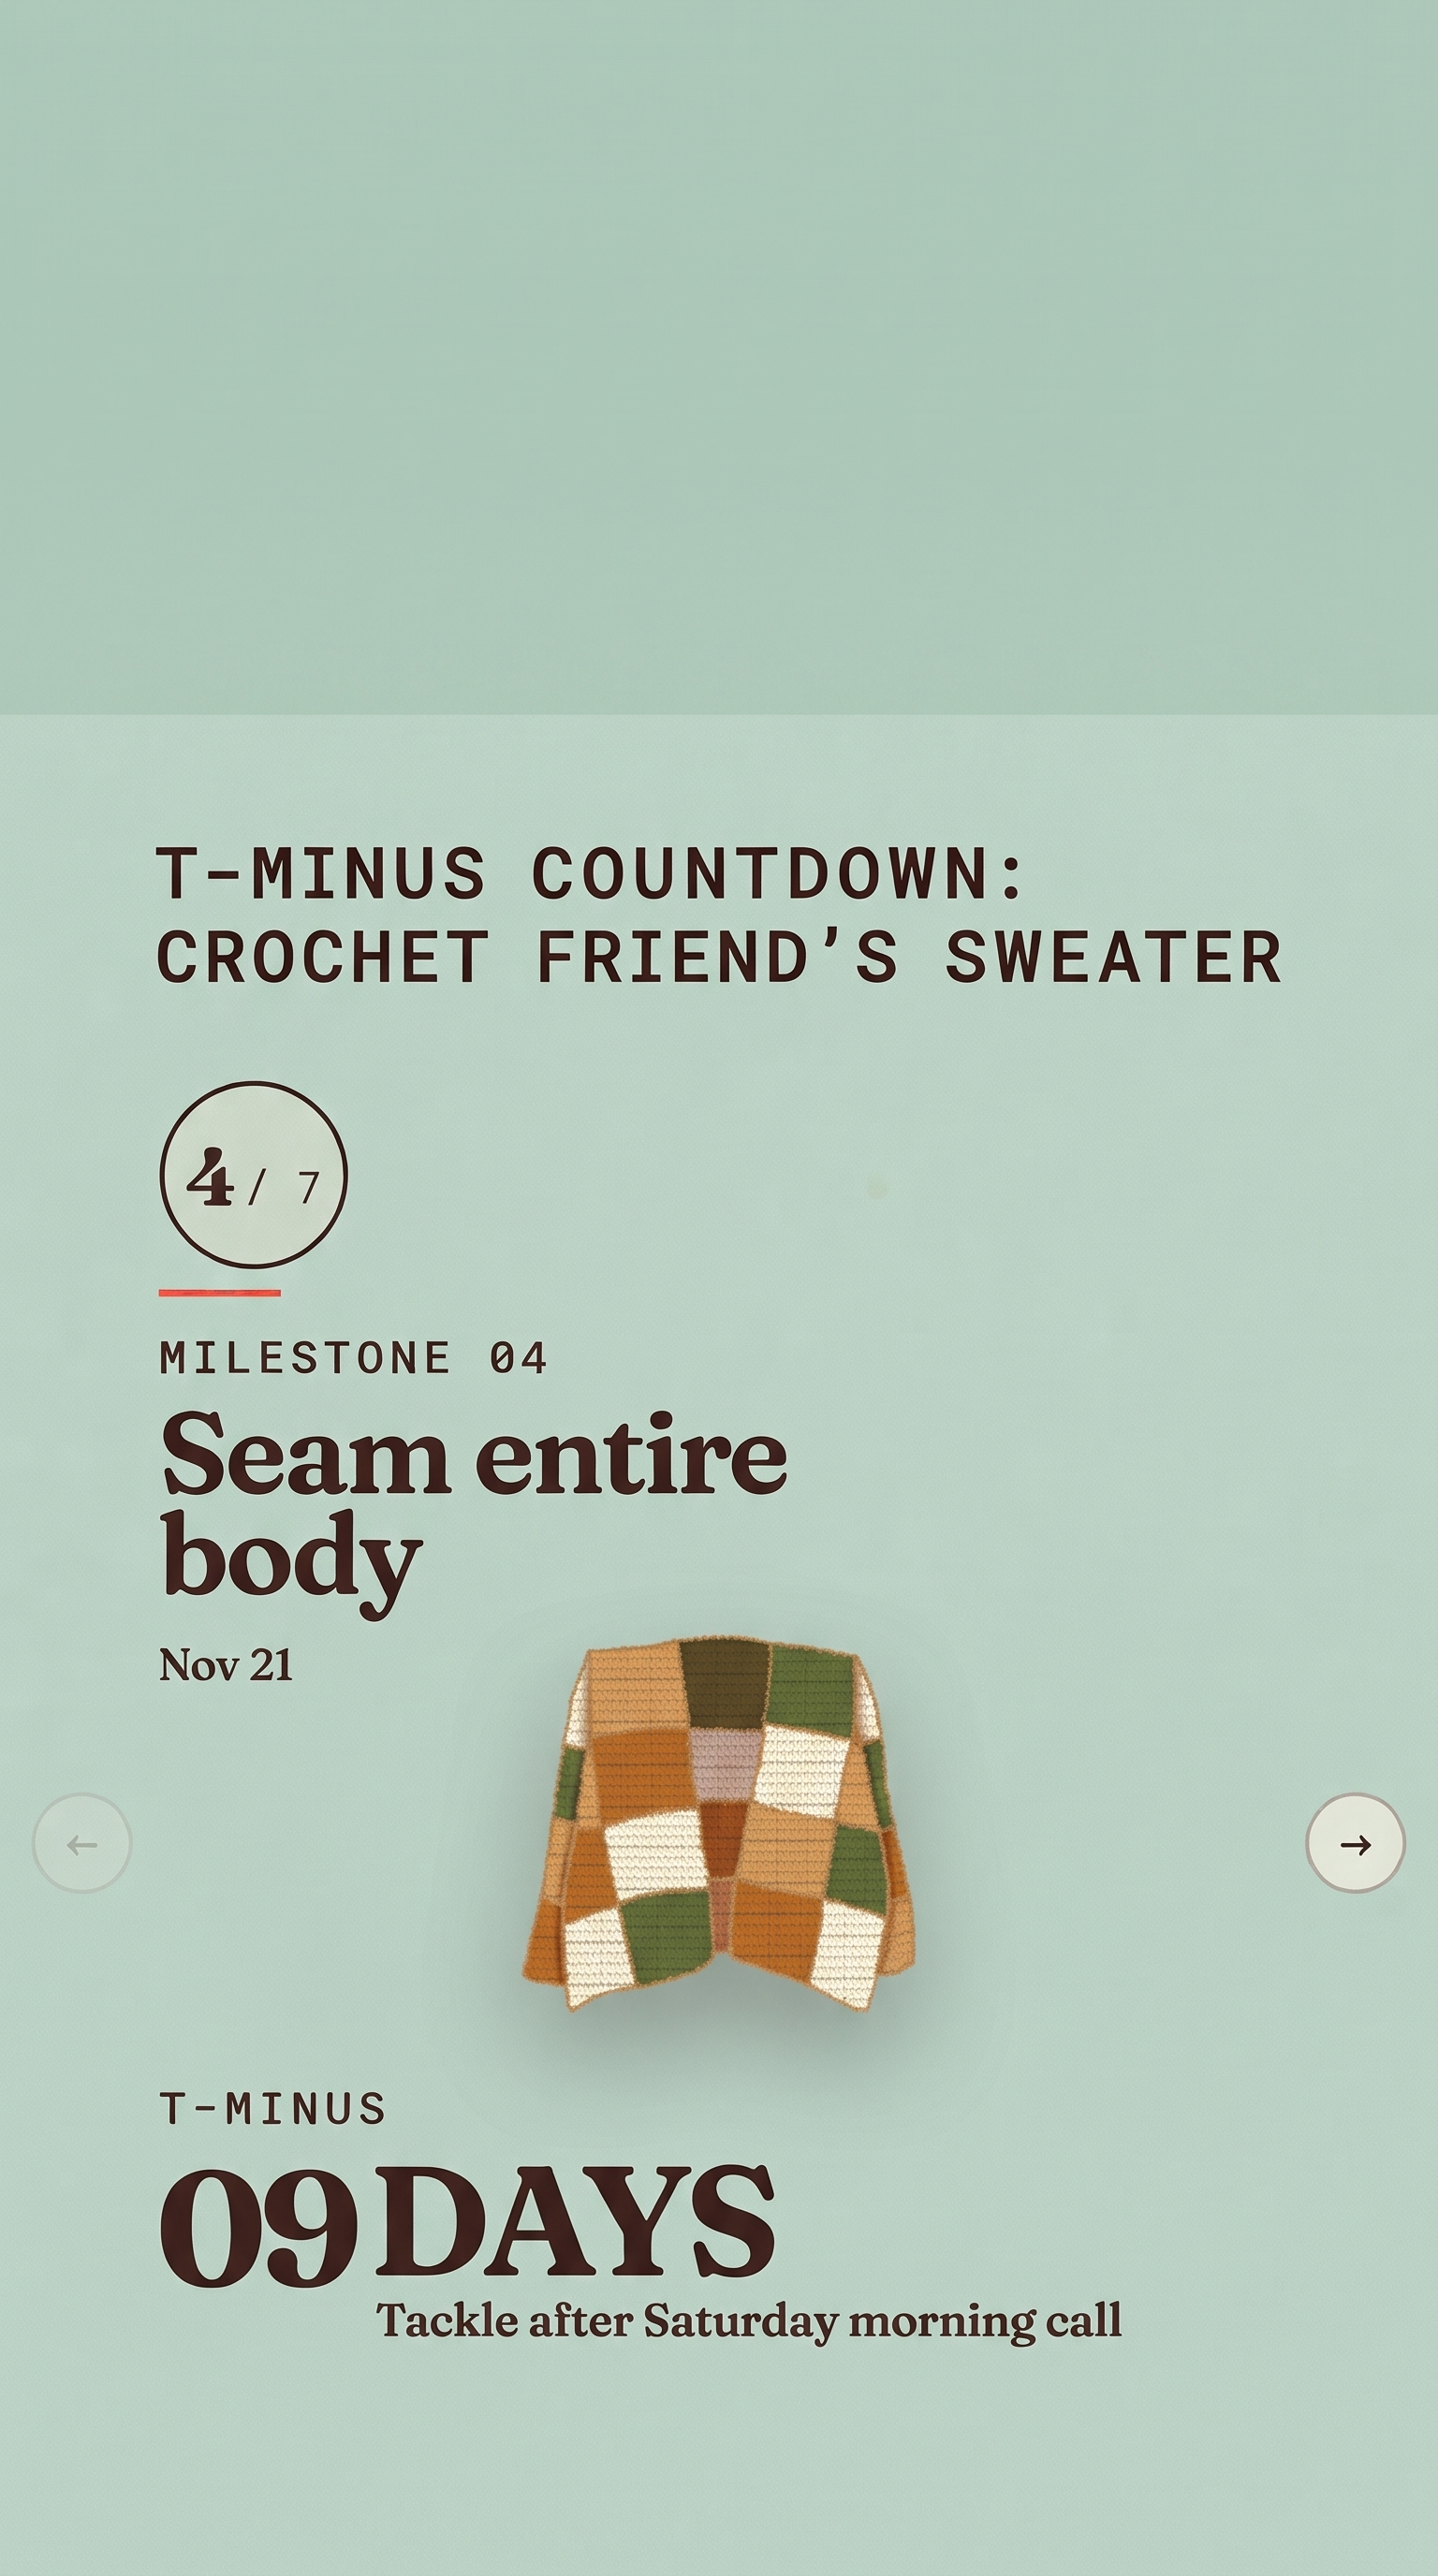 T-MINUS COUNTDOWN:
CROCHET FRIEND’S SWEATER
4 / 7
MILESTONE 04
Seam entire
body
Nov 21
←
→
T-MINUS
09 DAYS
Tackle after Saturday morning call